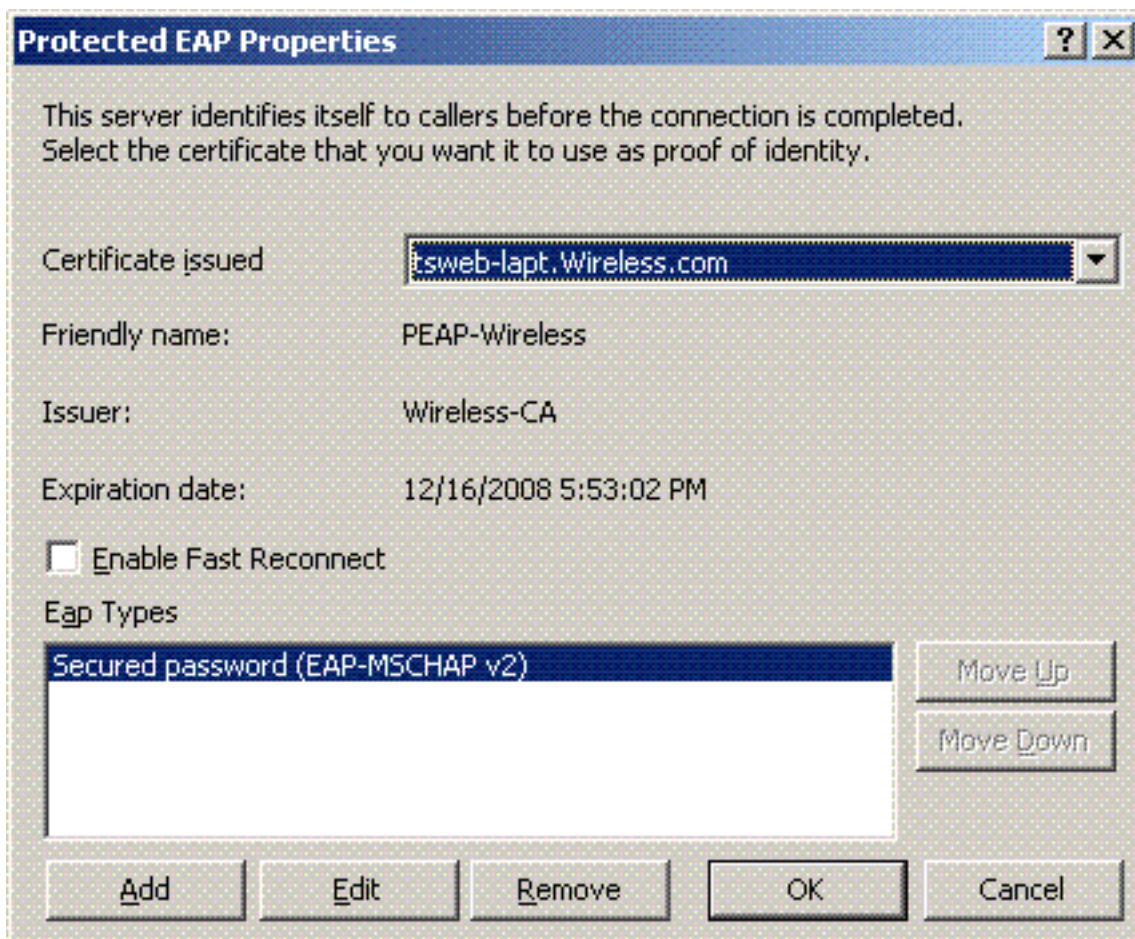 Protected EAP Properties
This server identifies itself to callers before the connection is completed.
Select the certificate that you want it to use as proof of identity.
Certificate issued tsweb-lapt.Wireless.com
Friendly name: PEAP-Wireless
Issuer: Wireless-CA
Expiration date: 12/16/2008 5:53:02 PM
Enable Fast Reconnect
Eap Types
Secured password (EAP-MSCHAP v2)
Move Up
Move Down
Add Edit Remove OK Cancel